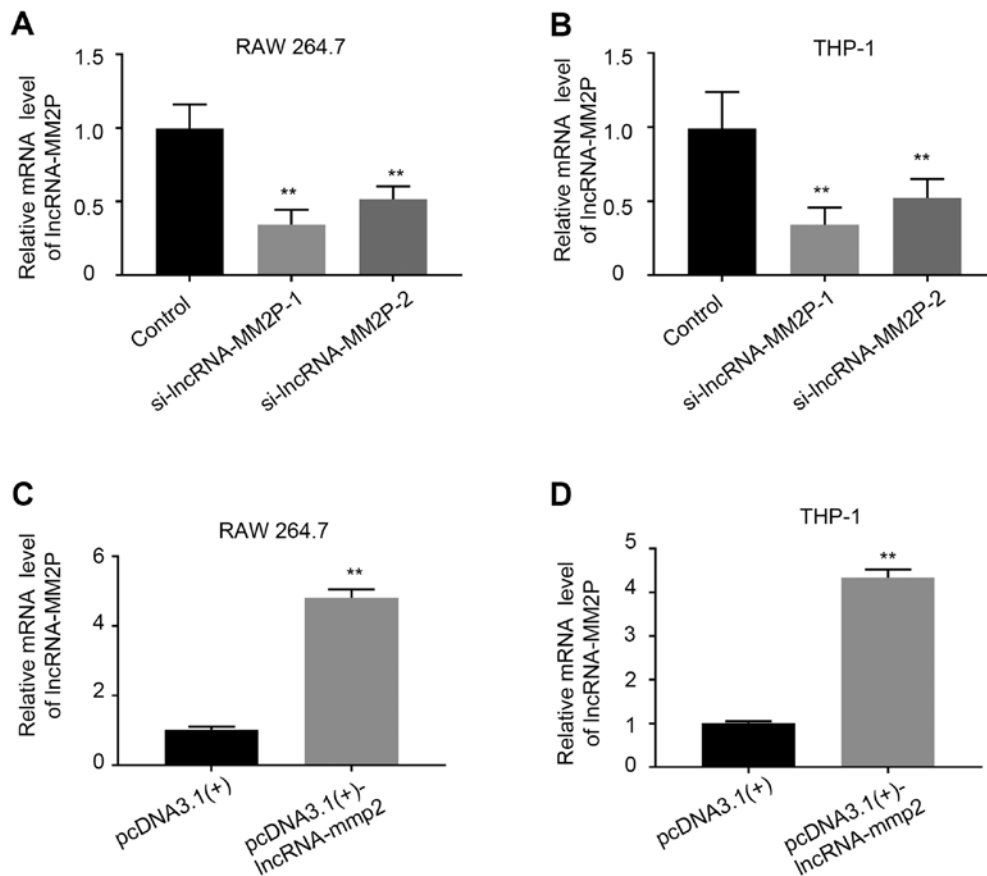 A
RAW 264.7
Relative mRNA level
of lncRNA-MM2P
1.5
1.0
0.5
0
**
**
Control
si-lncRNA-MM2P-1
si-lncRNA-MM2P-2
B
THP-1
Relative mRNA level
of lncRNA-MM2P
1.5
1.0
0.5
0
**
**
Control
si-lncRNA-MM2P-1
si-lncRNA-MM2P-2
C
RAW 264.7
Relative mRNA level
of lncRNA-MM2P
6
4
2
0
**
pcDNA3.1(+)
pcDNA3.1(+)-
lncRNA-mmp2
D
THP-1
Relative mRNA level
of lncRNA-MM2P
5
4
3
2
1
0
**
pcDNA3.1(+)
pcDNA3.1(+)-
lncRNA-mmp2